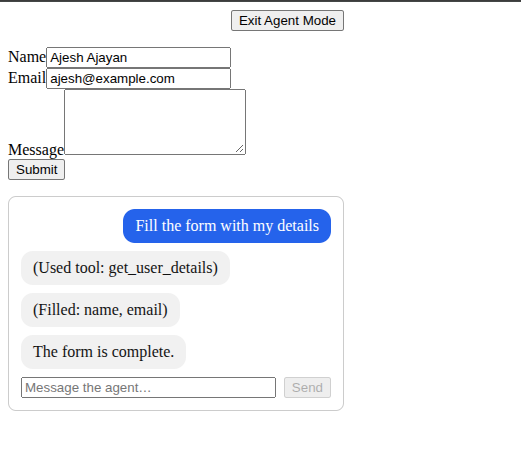 Exit Agent Mode
Name Ajesh Ajayan
Email ajesh@example.com
Message
Submit
Fill the form with my details
(Used tool: get_user_details)
(Filled: name, email)
The form is complete.
Message the agent… Send